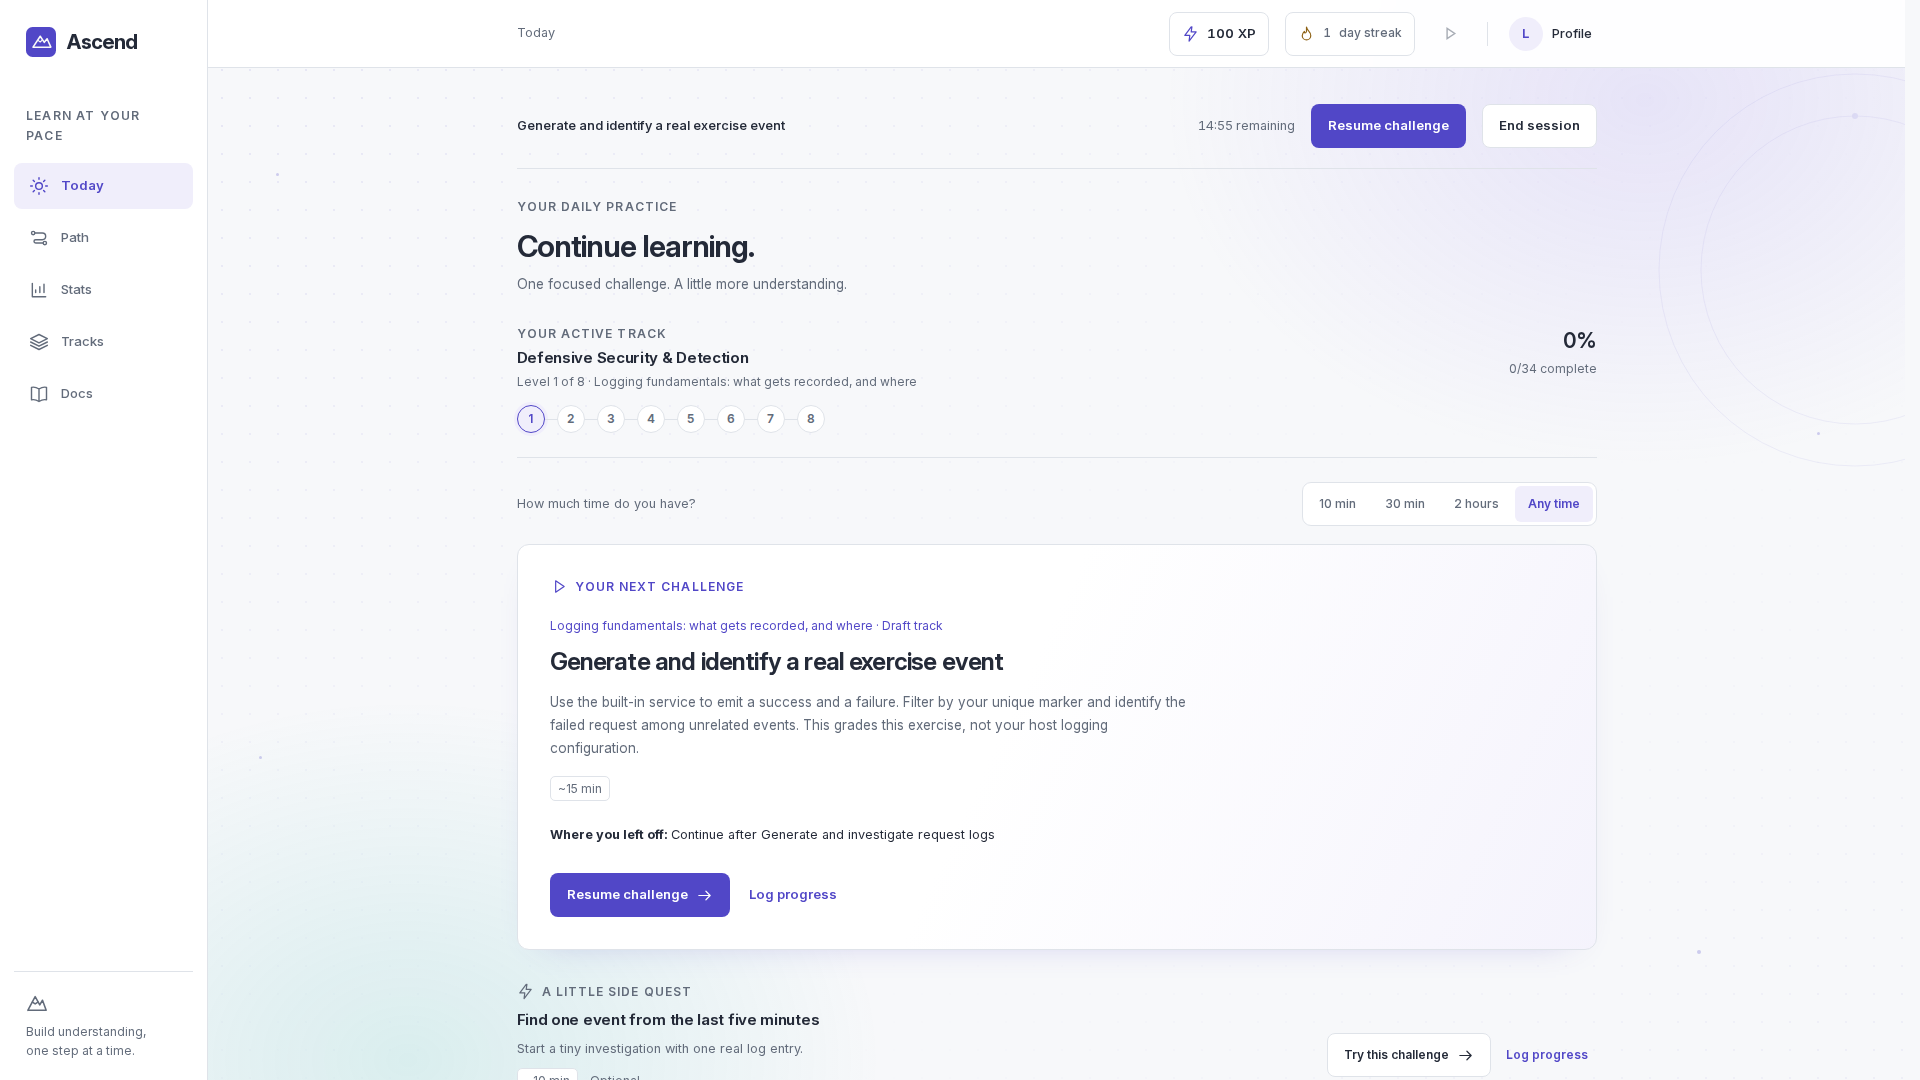 Ascend
Today
100 XP
1 day streak
L
Profile
LEARN AT YOUR
PACE
Today
Path
Stats
Tracks
Docs
Build understanding,
one step at a time.
Generate and identify a real exercise event
14:55 remaining
Resume challenge
End session
YOUR DAILY PRACTICE
Continue learning.
One focused challenge. A little more understanding.
YOUR ACTIVE TRACK
Defensive Security & Detection
Level 1 of 8 · Logging fundamentals: what gets recorded, and where
0%
0/34 complete
1 2 3 4 5 6 7 8
How much time do you have?
10 min
30 min
2 hours
Any time
YOUR NEXT CHALLENGE
Logging fundamentals: what gets recorded, and where · Draft track
Generate and identify a real exercise event
Use the built-in service to emit a success and a failure. Filter by your unique marker and identify the
failed request among unrelated events. This grades this exercise, not your host logging
configuration.
~15 min
Where you left off: Continue after Generate and investigate request logs
Resume challenge
Log progress
A LITTLE SIDE QUEST
Find one event from the last five minutes
Start a tiny investigation with one real log entry.
Try this challenge
Log progress
~10 min
Optional